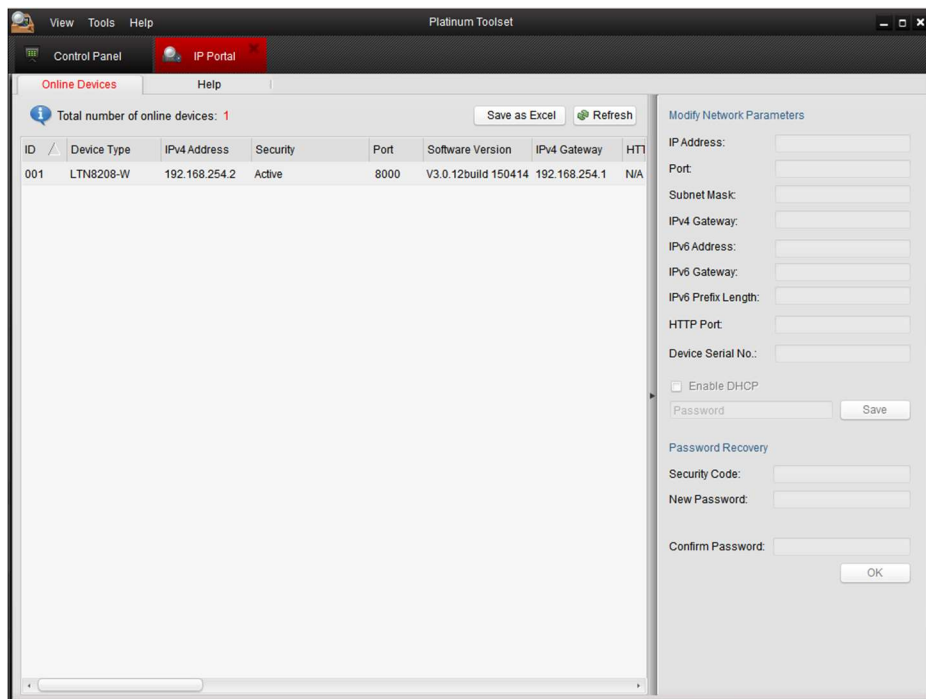 View Tools Help Platinum Toolset
Control Panel IP Portal
Online Devices Help
Total number of online devices: 1 Save as Excel Refresh
ID Device Type IPv4 Address Security Port Software Version IPv4 Gateway HTT
001 LTN8208-W 192.168.254.2 Active 8000 V3.0.12build 150414 192.168.254.1 N/A
Modify Network Parameters
IP Address:
Port:
Subnet Mask:
IPv4 Gateway:
IPv6 Address:
IPv6 Gateway:
IPv6 Prefix Length:
HTTP Port:
Device Serial No.:
Enable DHCP
Password Save
Password Recovery
Security Code:
New Password:
Confirm Password:
OK